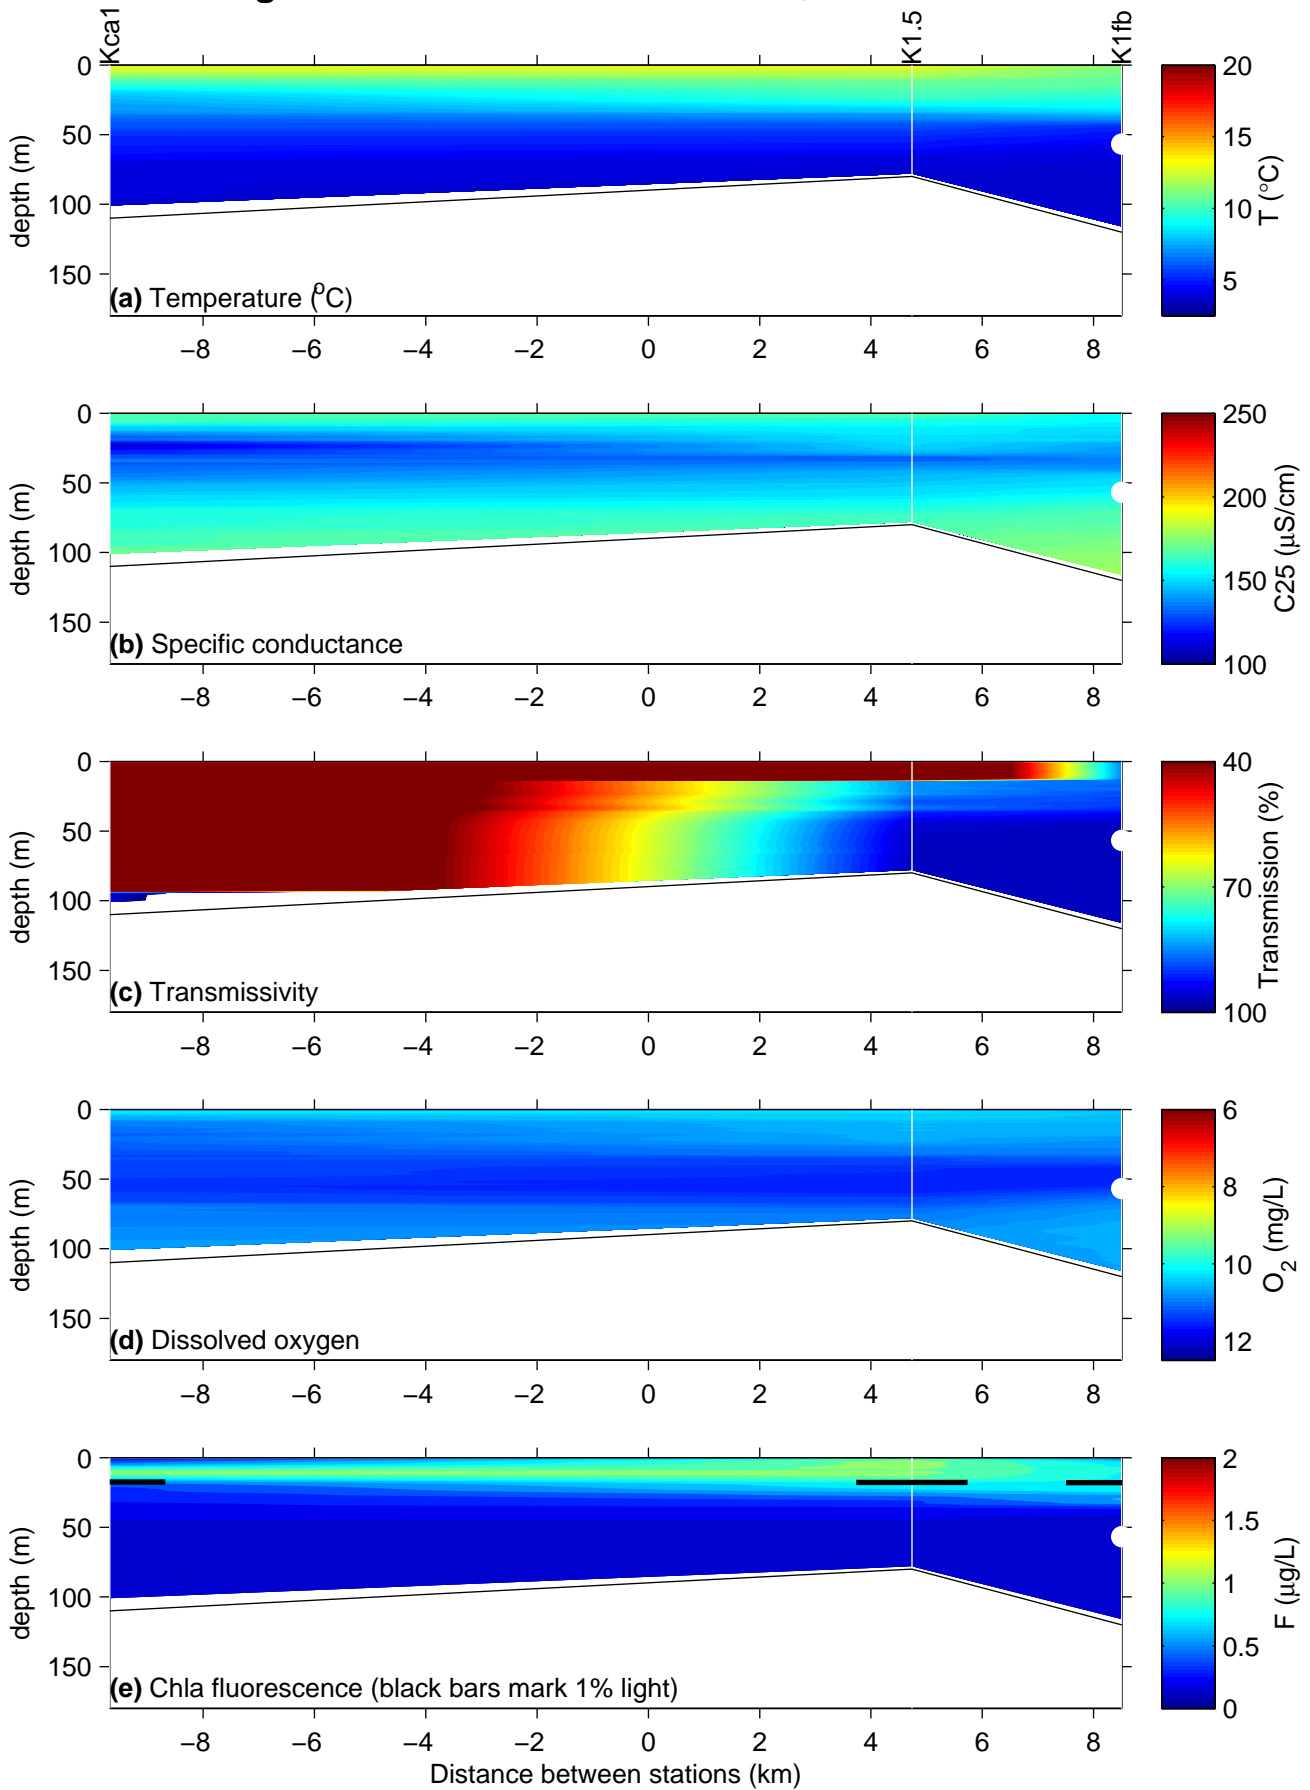 Kca1 K1.5 K1fb
0
50
100
150
depth (m)
(a) Temperature (°C)
−8 −6 −4 −2 0 2 4 6 8
20
15
10
5
T (°C)
0
50
100
150
depth (m)
(b) Specific conductance
−8 −6 −4 −2 0 2 4 6 8
250
200
150
100
C25 (μS/cm)
0
50
100
150
depth (m)
(c) Transmissivity
−8 −6 −4 −2 0 2 4 6 8
40
70
100
Transmission (%)
0
50
100
150
depth (m)
(d) Dissolved oxygen
−8 −6 −4 −2 0 2 4 6 8
6
8
10
12
O2 (mg/L)
0
50
100
150
depth (m)
(e) Chla fluorescence (black bars mark 1% light)
−8 −6 −4 −2 0 2 4 6 8
2
1.5
1
0.5
0
F (μg/L)
Distance between stations (km)